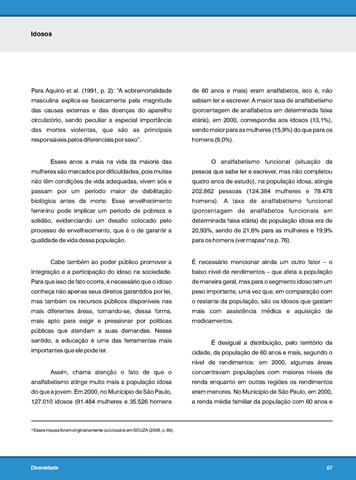 Idosos
Para Aquino et al. (1991, p. 2): "A sobremortalidade
masculina explica-se basicamente pela magnitude
das causas externas e das doenças do aparelho
circulatório, sendo peculiar a especial importância
das mortes violentas, que são as principais
responsáveis pelos diferenciais por sexo".
Esses anos a mais na vida da maioria das
mulheres são marcados por dificuldades, pois muitas
não têm condições de vida adequadas, vivem sós e
passam por um período maior de debilitação
biológica antes da morte. Esse envelhecimento
feminino pode implicar um período de pobreza e
solidão, evidenciando um desafio colocado pelo
processo de envelhecimento, que é o de garantir a
qualidade de vida dessa população.
Cabe também ao poder público promover a
integração e a participação do idoso na sociedade.
Para que isso de fato ocorra, é necessário que o idoso
conheça não apenas seus direitos garantidos por lei,
mas também os recursos públicos disponíveis nas
mais diferentes áreas, tornando-se, dessa forma,
mais apto para exigir e pressionar por políticas
públicas que atendam a suas demandas. Nesse
sentido, a educação é uma das ferramentas mais
importantes que ele pode ter.
Assim, chama atenção o fato de que o
analfabetismo atinge muito mais a população idosa
do que a jovem. Em 2000, no Município de São Paulo,
127.010 idosos (91.484 mulheres e 35.526 homens
de 60 anos e mais) eram analfabetos, isto é, não
sabiam ler e escrever. A maior taxa de analfabetismo
(porcentagem de analfabetos em determinada faixa
etária), em 2000, correspondia aos idosos (13,1%),
sendo maior para as mulheres (15,9%) do que para os
homens (9,0%).
O analfabetismo funcional (situação da
pessoa que sabe ler e escrever, mas não completou
quatro anos de estudo), na população idosa, atingia
202.862 pessoas (124.384 mulheres e 78.478
homens). A taxa de analfabetismo funcional
(porcentagem de analfabetos funcionais em
determinada faixa etária) da população idosa era de
20,93%, sendo de 21,6% para as mulheres e 19,9%
para os homens (ver mapas⁹ na p. 76).
É necessário mencionar ainda um outro fator – o
baixo nível de rendimentos – que afeta a população
de maneira geral, mas para o segmento idoso tem um
peso importante, uma vez que, em comparação com
o restante da população, são os idosos que gastam
mais com assistência médica e aquisição de
medicamentos.
É desigual a distribuição, pelo território da
cidade, da população de 60 anos e mais, segundo o
nível de rendimentos: em 2000, algumas áreas
concentravam populações com maiores níveis de
renda enquanto em outras regiões os rendimentos
eram menores. No Município de São Paulo, em 2000,
a renda média familiar da população com 60 anos e
Esses mapas foram originariamente publicados em SOUZA (2006, p. 69).
Diversidade
67